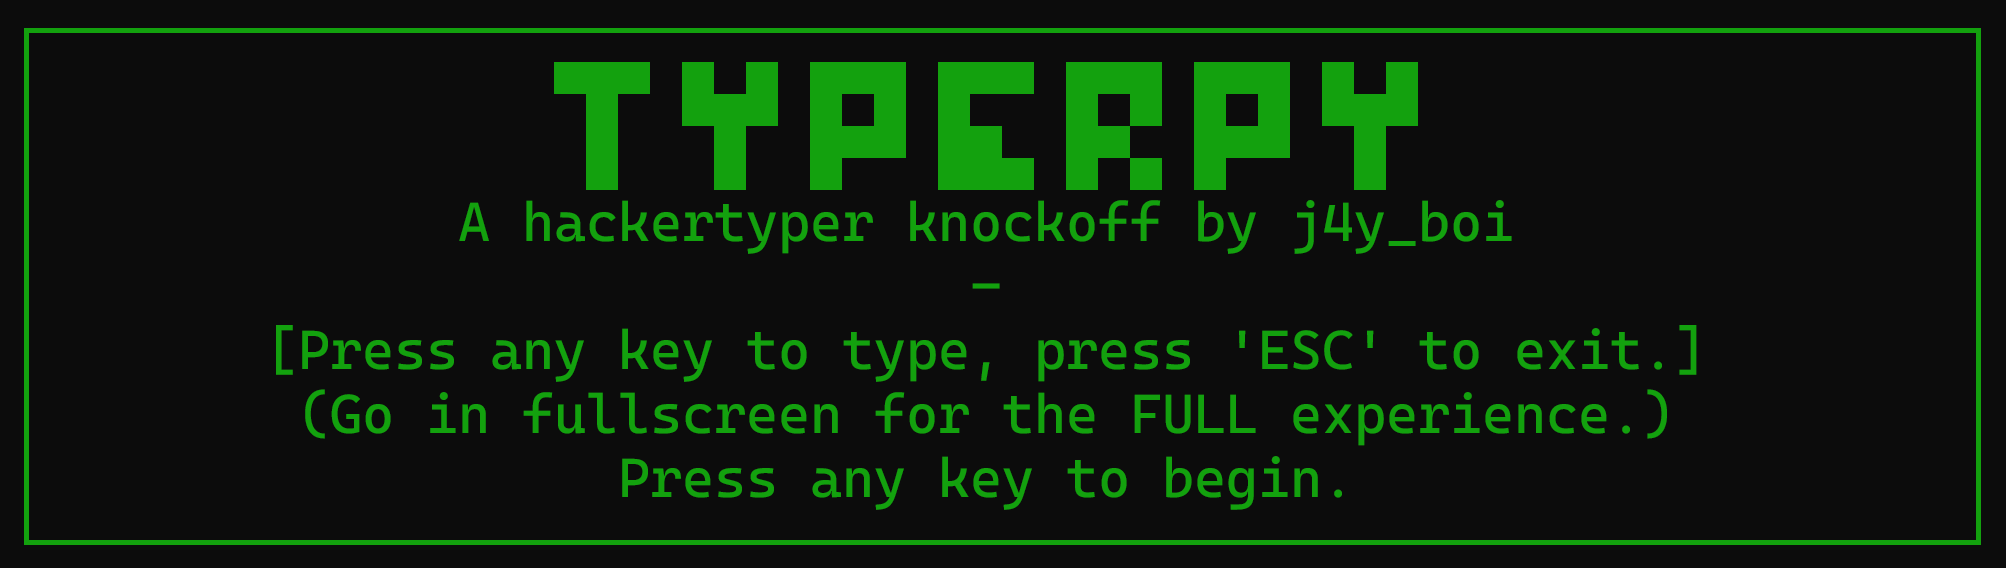 TYPERPY
A hackertyper knockoff by j4y_boi
—
[Press any key to type, press 'ESC' to exit.]
(Go in fullscreen for the FULL experience.)
Press any key to begin.